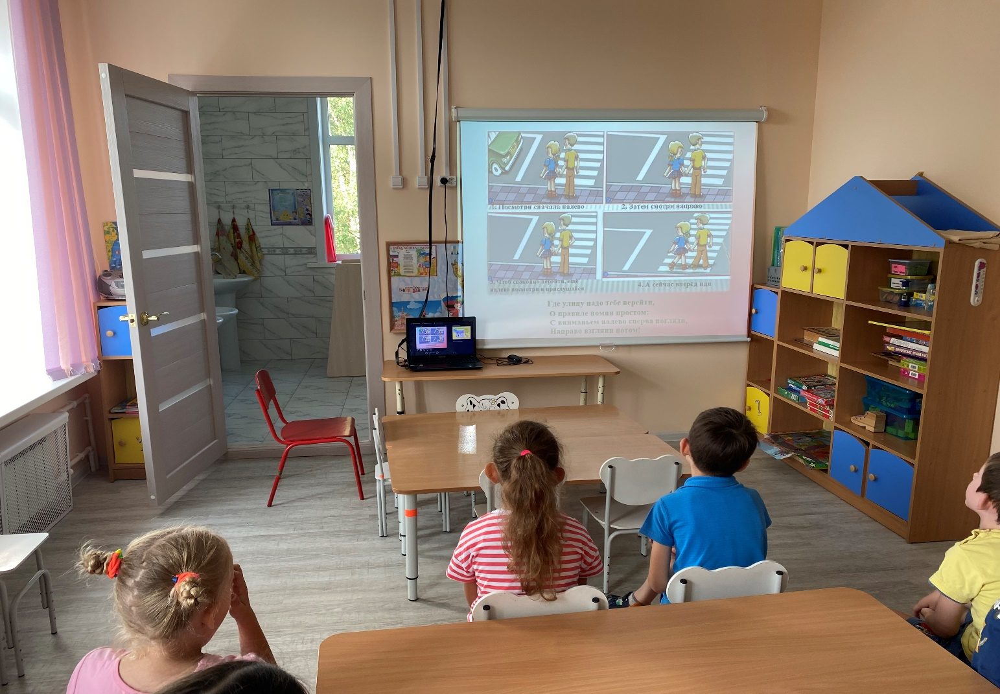 1. Посмотри сначала налево
2. Затем смотри направо
3. Чтоб спокойно перейти, ещё
налево посмотри и прислушайся
4. А сейчас вперёд иди
Где улицу надо тебе перейти,
О правиле помни простом:
С вниманьем налево сперва погляди,
Направо взгляни потом!